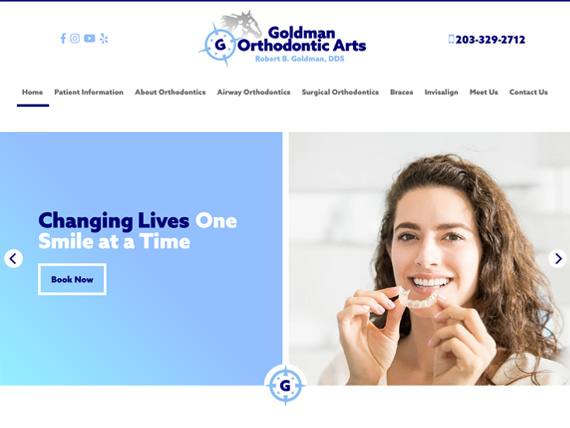 G
Goldman
Orthodontic Arts
Robert B. Goldman, DDS
203-329-2712
Home Patient Information About Orthodontics Airway Orthodontics Surgical Orthodontics Braces Invisalign Meet Us Contact Us
Changing Lives One
Smile at a Time
Book Now
G